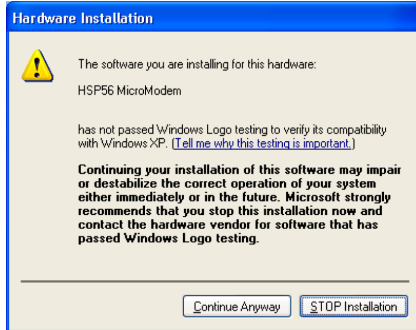 Hardware Installation
The software you are installing for this hardware:
HSP56 MicroModem
has not passed Windows Logo testing to verify its compatibility
with Windows XP. (Tell me why this testing is important.)
Continuing your installation of this software may impair
or destabilize the correct operation of your system
either immediately or in the future. Microsoft strongly
recommends that you stop this installation now and
contact the hardware vendor for software that has
passed Windows Logo testing.
Continue Anyway STOP Installation